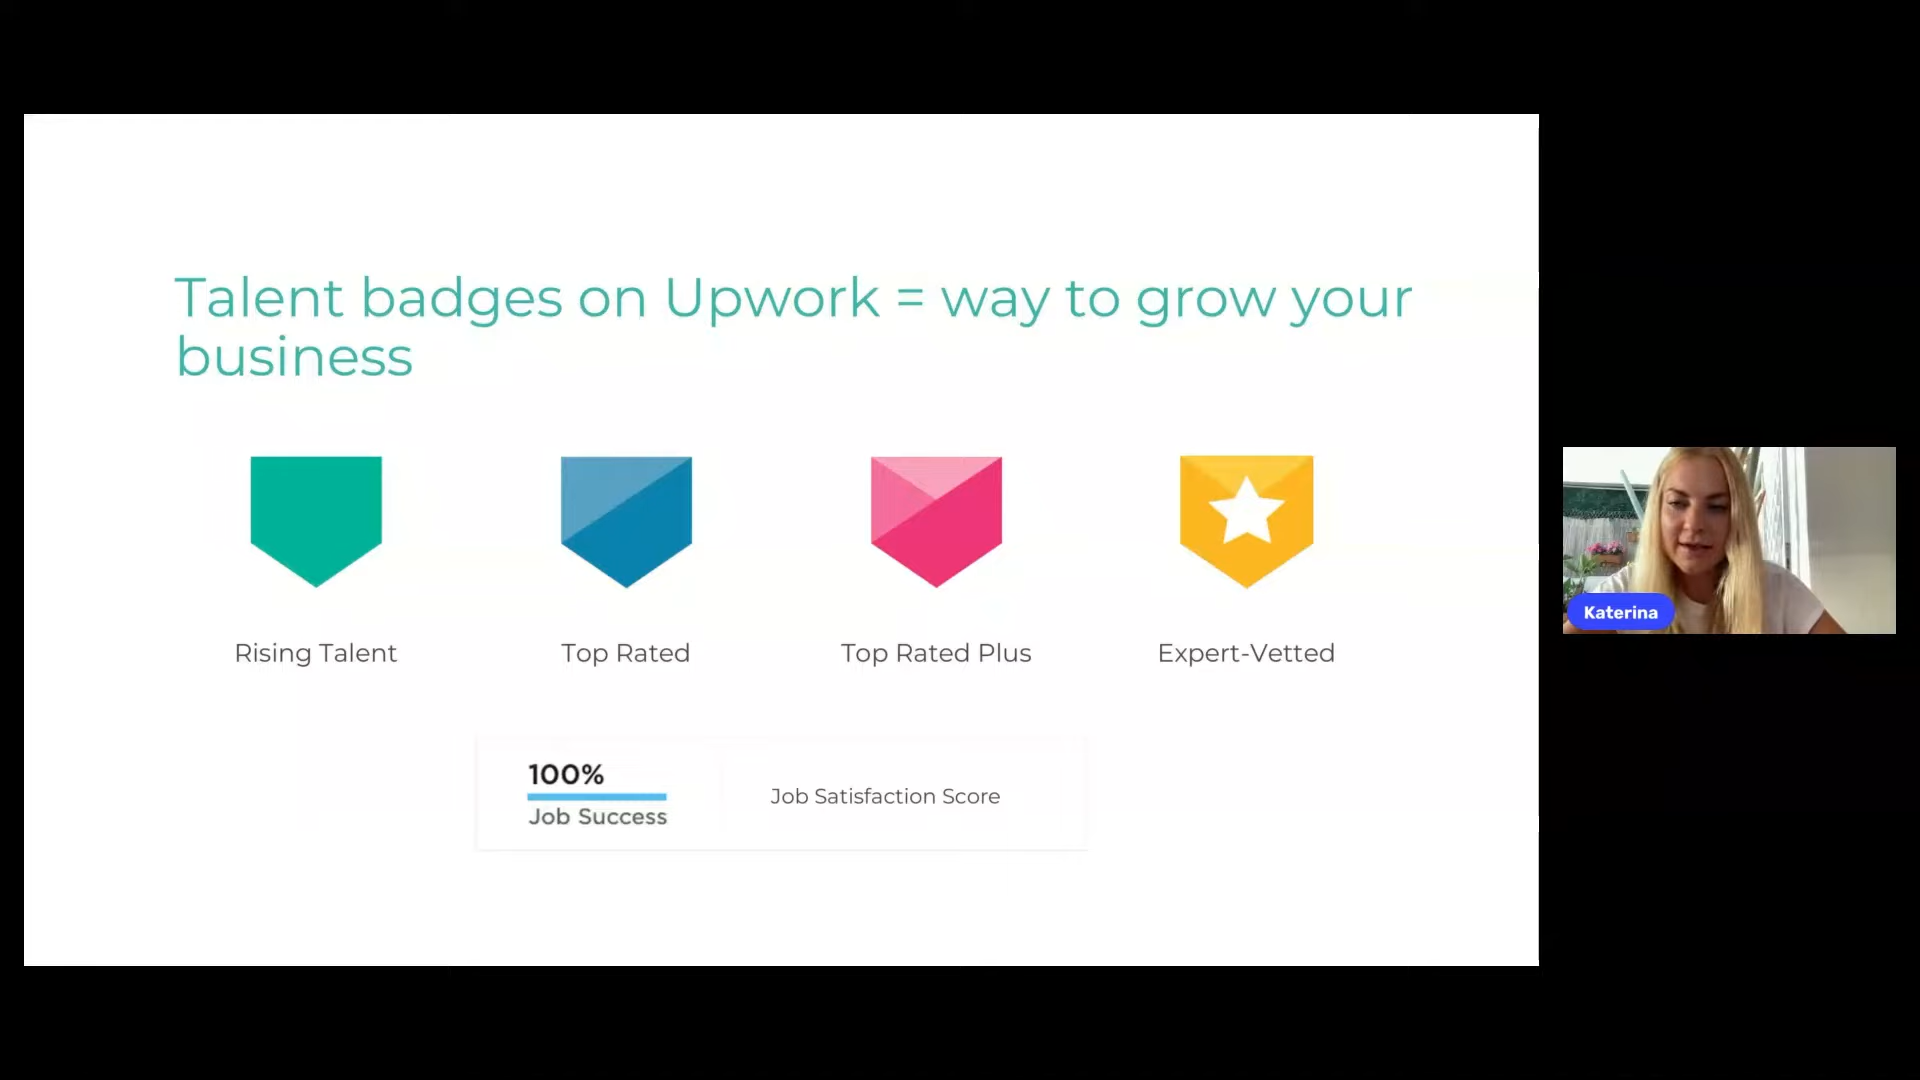 Talent badges on Upwork = way to grow your
business
Rising Talent
Top Rated
Top Rated Plus
Expert-Vetted
100%
Job Success
Job Satisfaction Score
Katerina